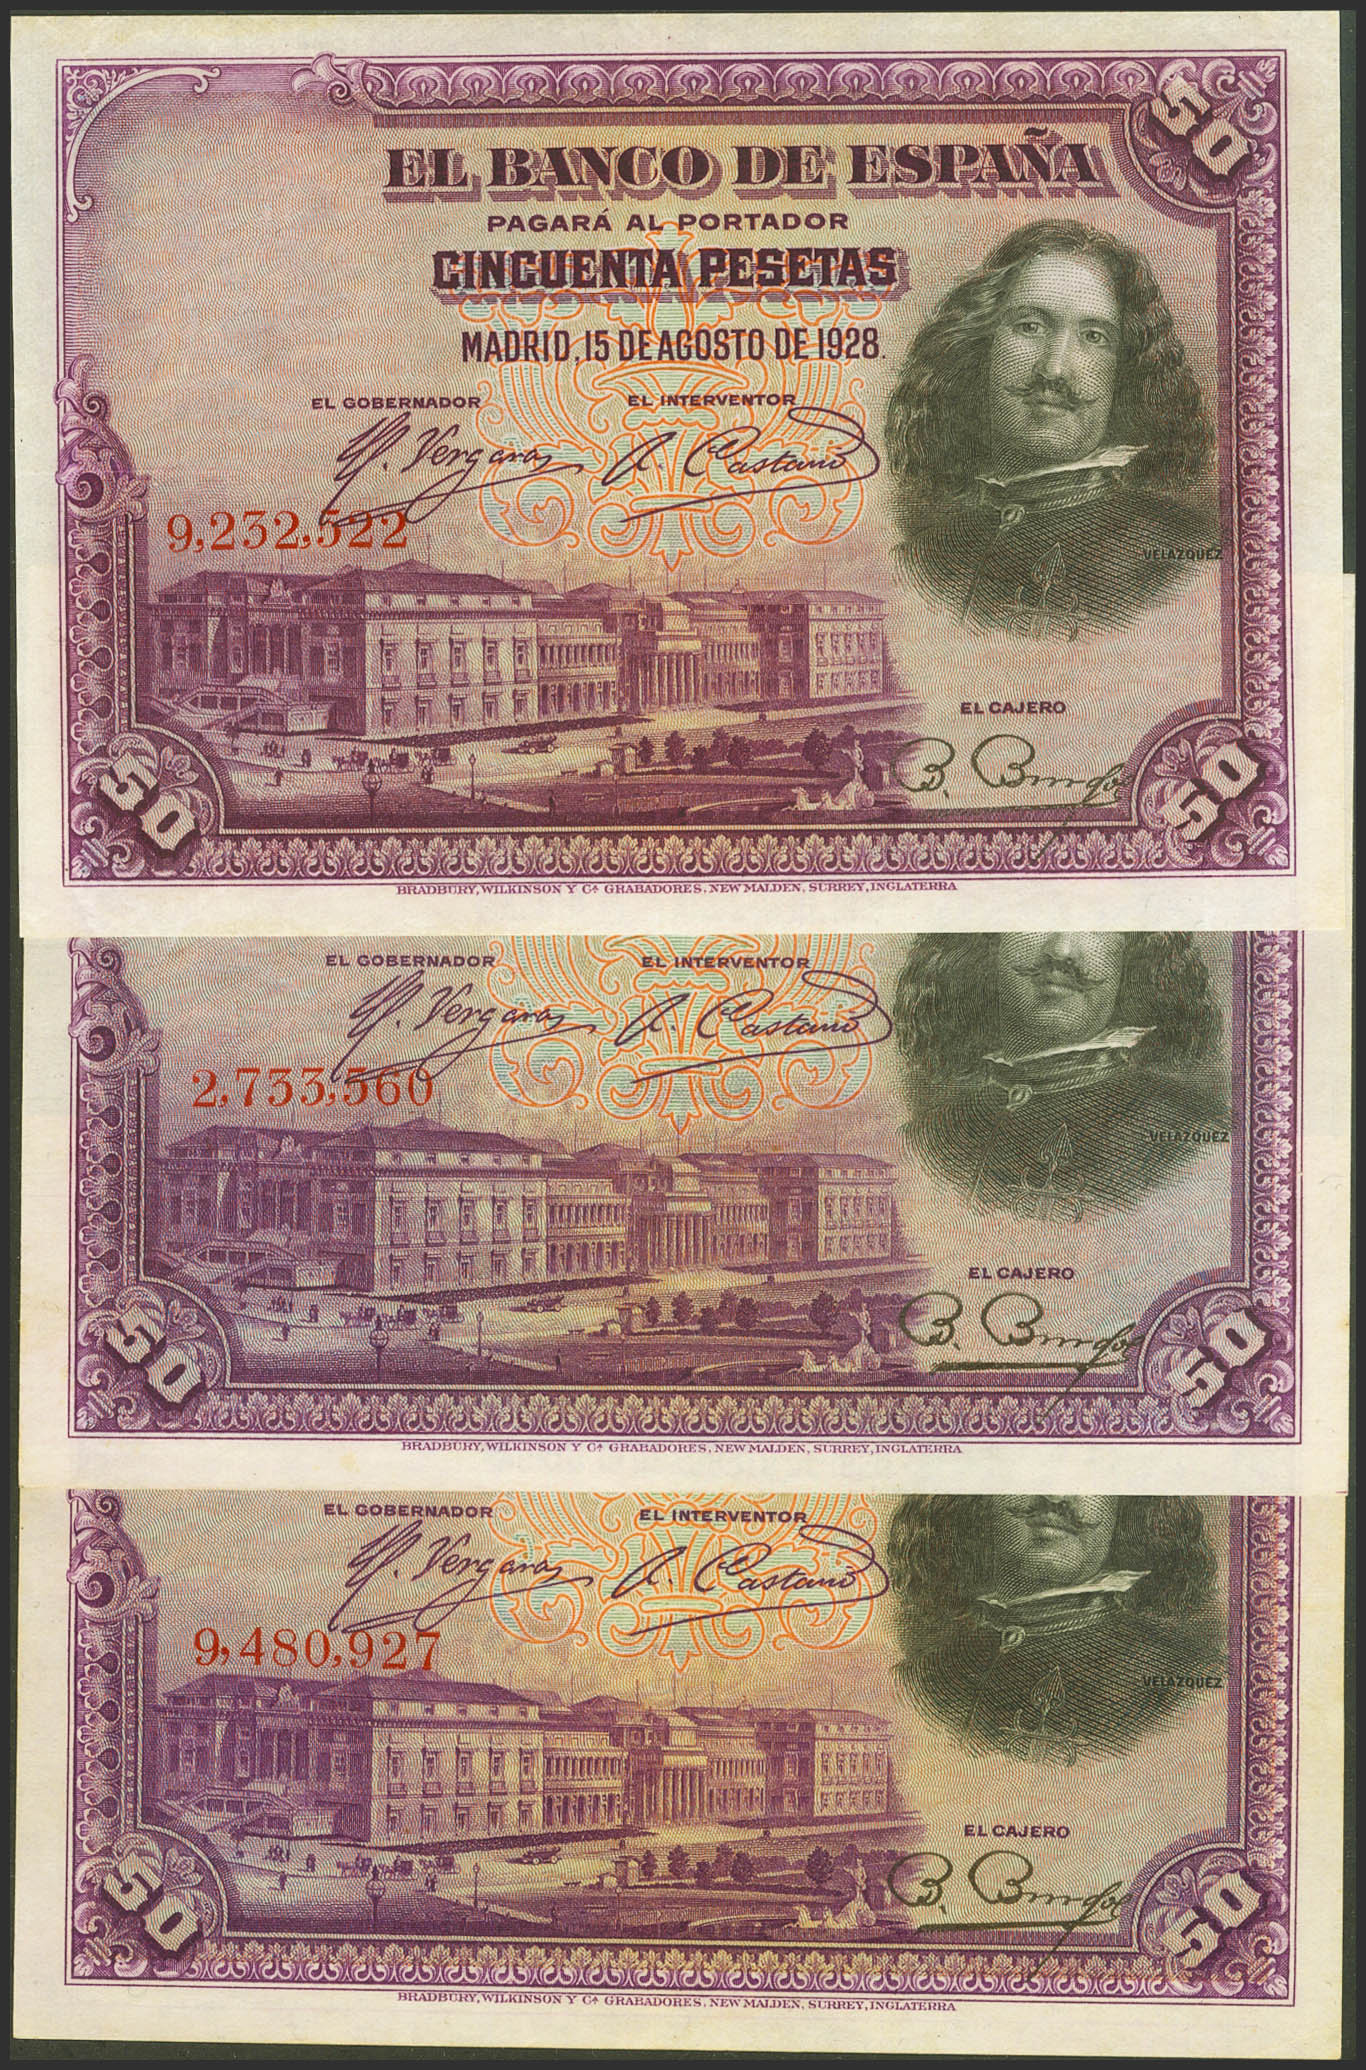 50
EL BANCO DE ESPAÑA
PAGARÁ AL PORTADOR
CINCUENTA PESETAS
MADRID, 15 DE AGOSTO DE 1928.
EL GOBERNADOR EL INTERVENTOR
A. Castaño
9,232,522
VELAZQUEZ
EL CAJERO
50 50
BRADBURY, WILKINSON Y Cª GRABADORES, NEW MALDEN, SURREY, INGLATERRA
EL GOBERNADOR EL INTERVENTOR
A. Castaño
2,733,560
VELAZQUEZ
EL CAJERO
50 50
BRADBURY, WILKINSON Y Cª GRABADORES, NEW MALDEN, SURREY, INGLATERRA
EL GOBERNADOR EL INTERVENTOR
A. Castaño
9,480,927
VELAZQUEZ
EL CAJERO
50 50
BRADBURY, WILKINSON Y Cª GRABADORES, NEW MALDEN, SURREY, INGLATERRA